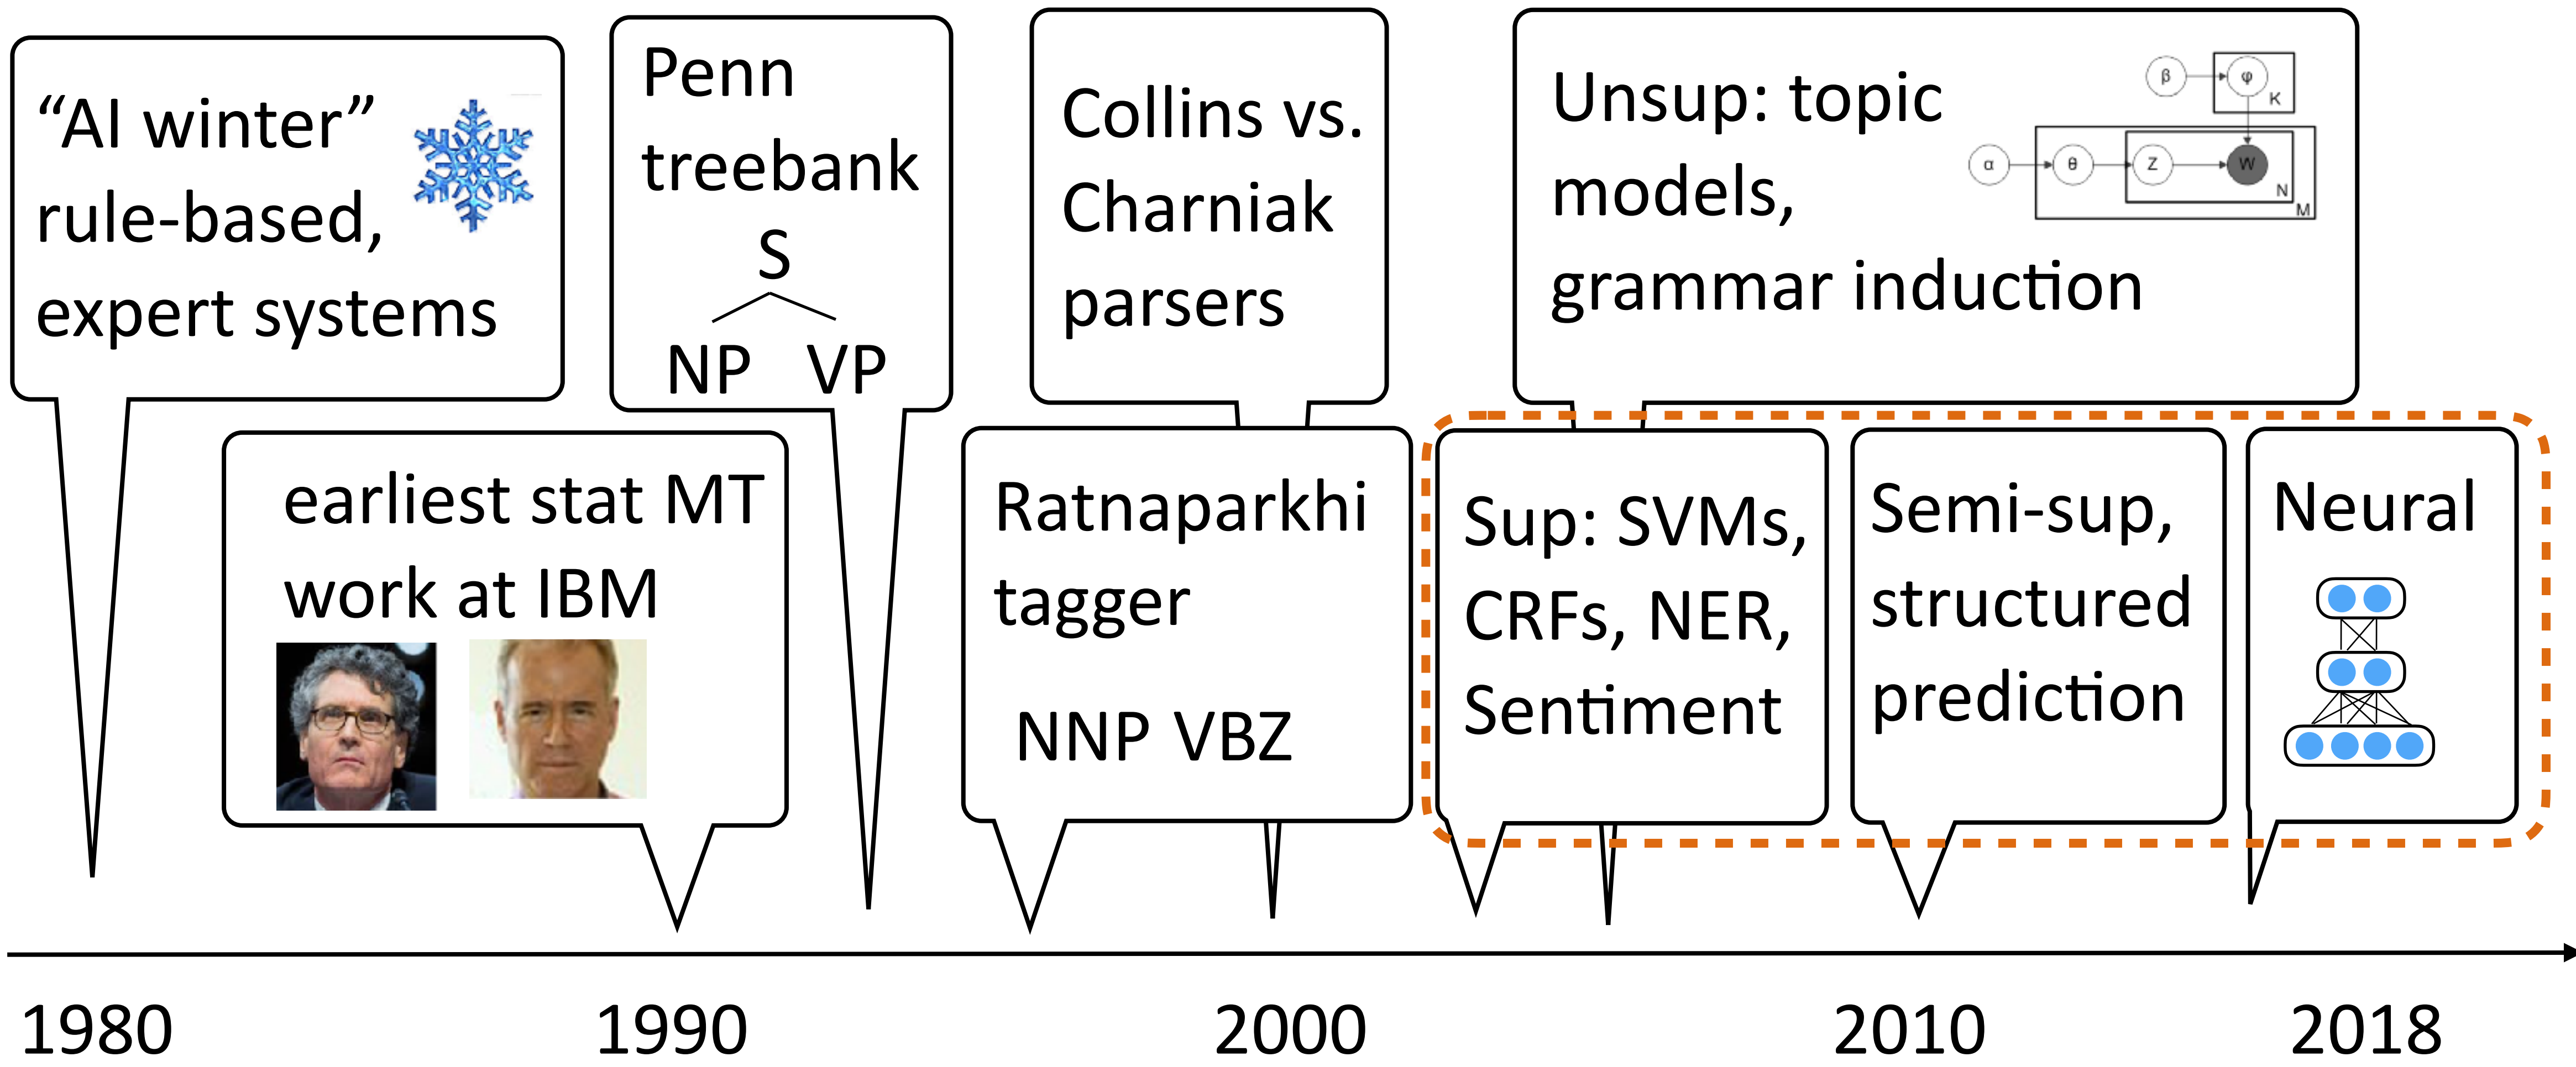 “AI winter”
rule-based,
expert systems
earliest stat MT
work at IBM
Penn
treebank
S
NP VP
Collins vs.
Charniak
parsers
Ratnaparkhi
tagger
NNP VBZ
Unsup: topic
models,
grammar induction
β φ
K
α θ Z W
N
M
Sup: SVMs,
CRFs, NER,
Sentiment
Semi-sup,
structured
prediction
Neural
1980 1990 2000 2010 2018